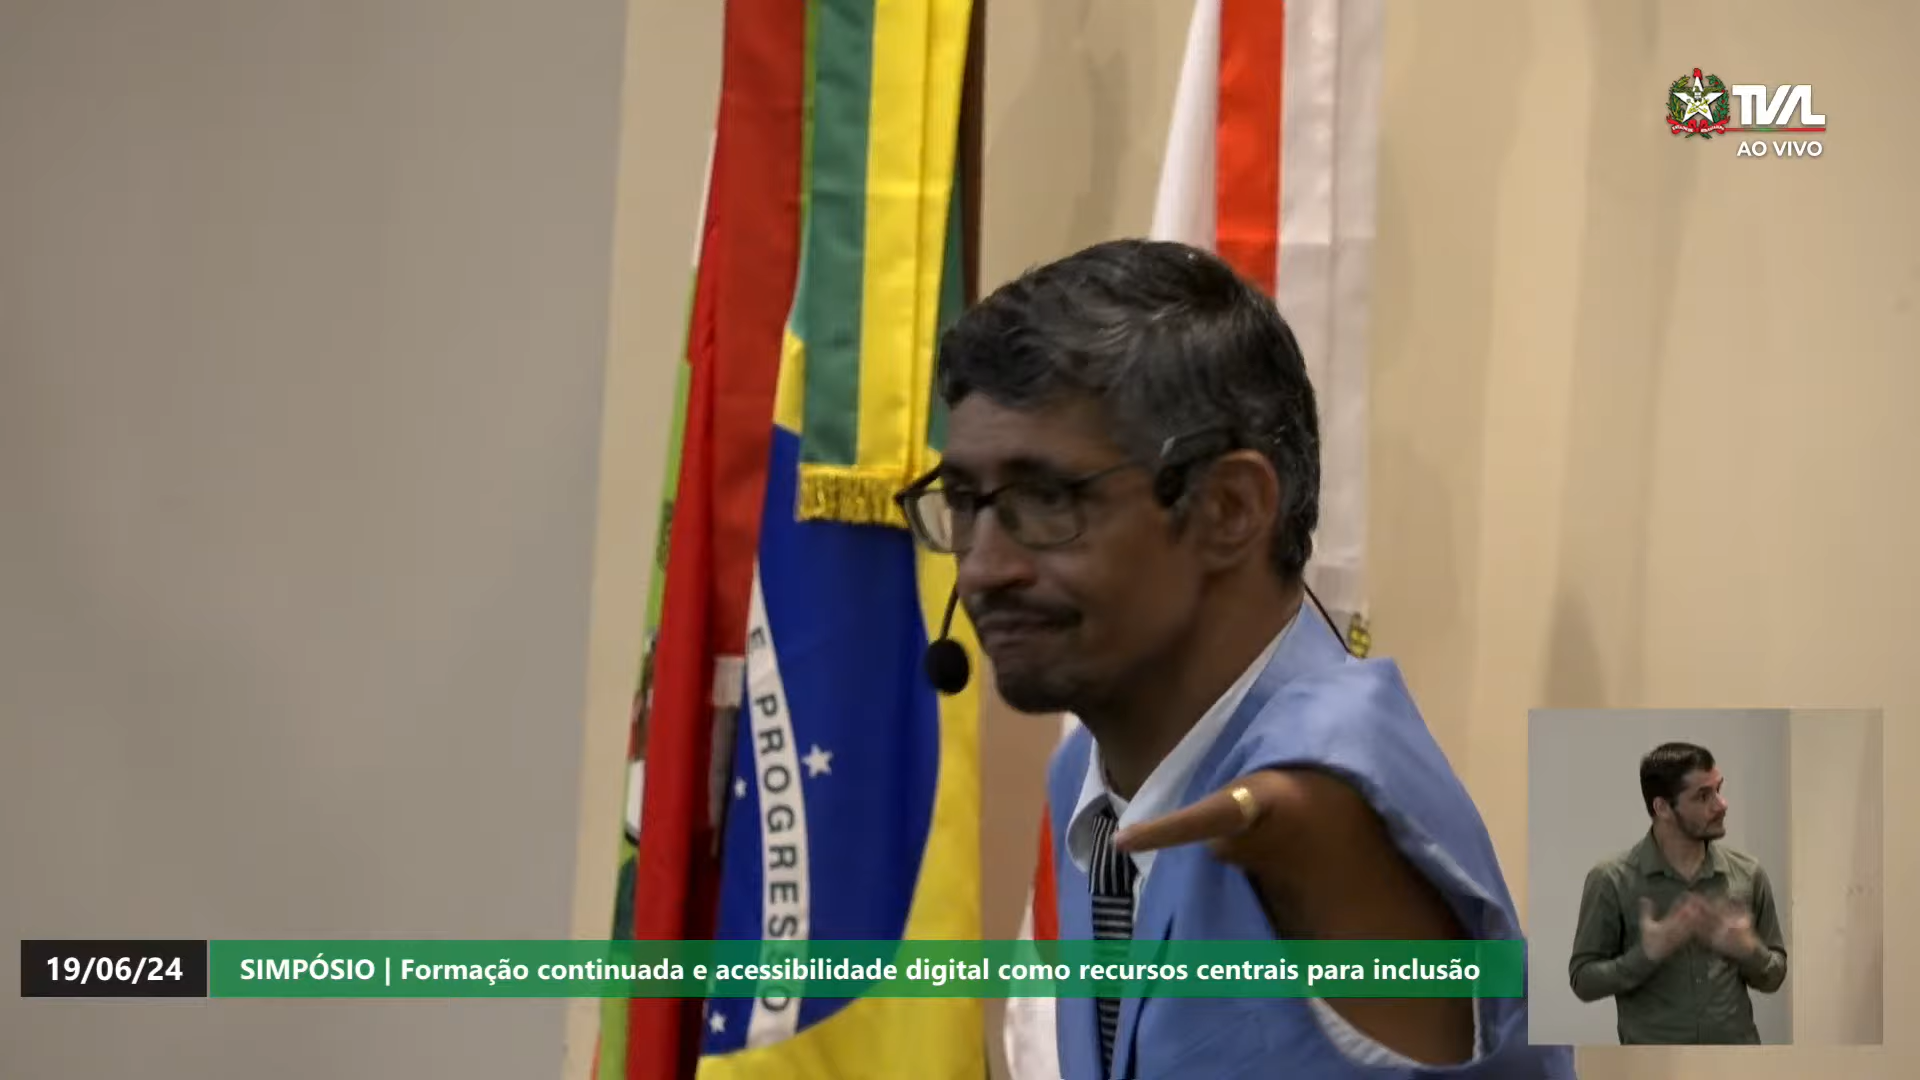 TVAL
AO VIVO
E PROGRESSO
19/06/24
SIMPÓSIO | Formação continuada e acessibilidade digital como recursos centrais para inclusão